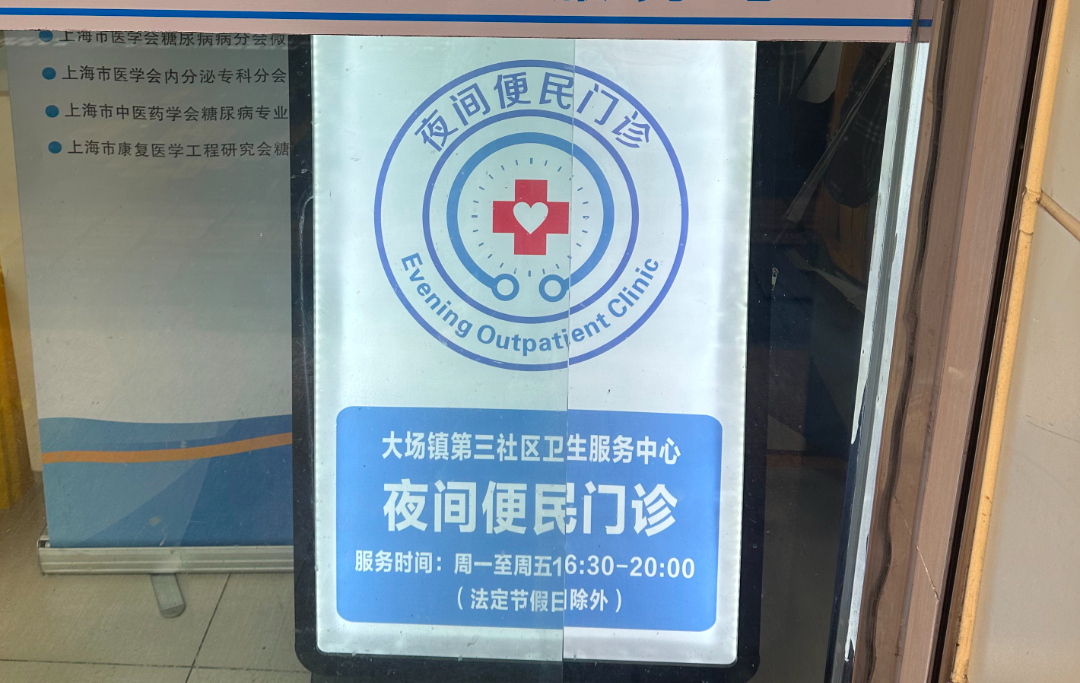 上海市医学会糖尿病病分会微
上海市医学会内分泌专科分会
上海市中医药学会糖尿病专业
上海市康复医学工程研究会糖
夜间便民门诊
Evening Outpatient Clinic
大场镇第三社区卫生服务中心
夜间便民门诊
服务时间：周一至周五16:30-20:00
（法定节假日除外）